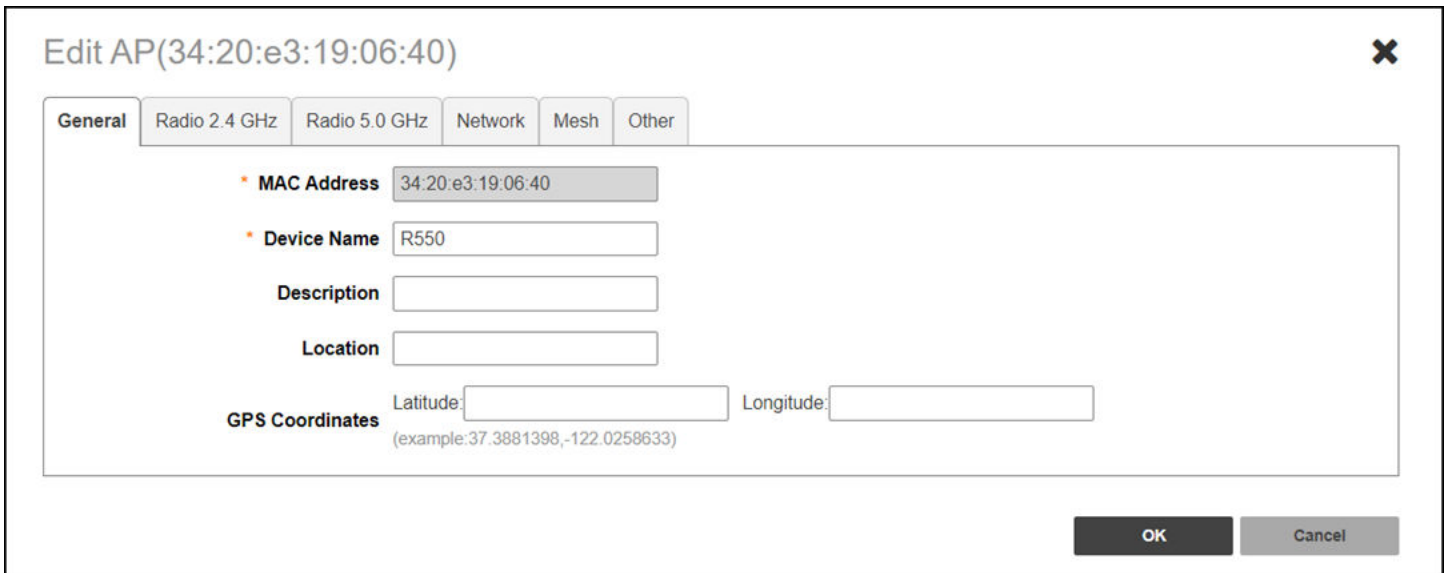 Edit AP(34:20:e3:19:06:40)
General Radio 2.4 GHz Radio 5.0 GHz Network Mesh Other
* MAC Address 34:20:e3:19:06:40
* Device Name R550
Description
Location
GPS Coordinates Latitude: Longitude:
(example:37.3881398,-122.0258633)
OK Cancel